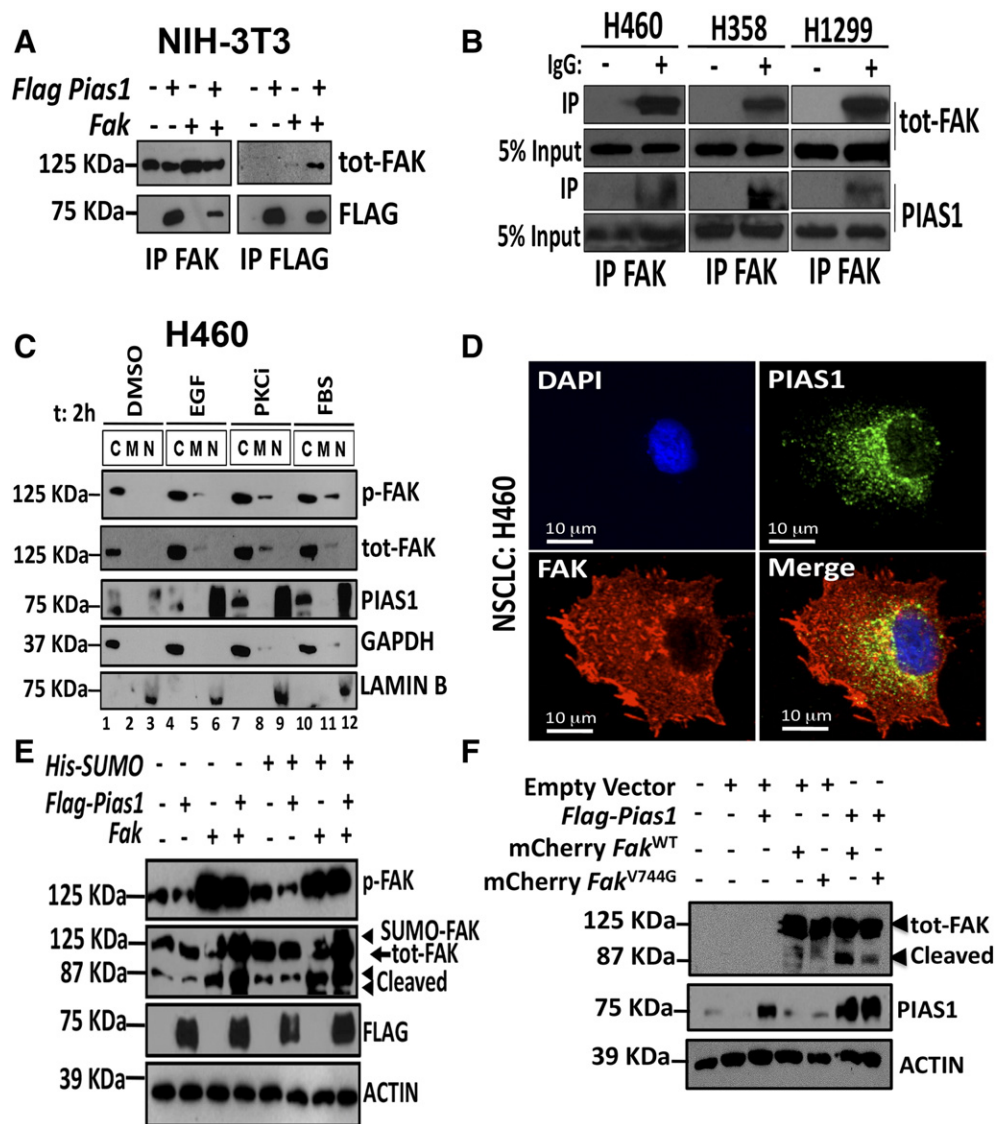 A NIH-3T3
Flag Pias1 - + - + - + - +
Fak - - + + - - + +
125 KDa tot-FAK
75 KDa FLAG
IP FAK IP FLAG
B H460 H358 H1299
IgG: - + - + - +
IP
5% Input
tot-FAK
IP
5% Input
PIAS1
IP FAK IP FAK IP FAK
C H460
t: 2h DMSO EGF PKCi FBS
C M N C M N C M N C M N
125 KDa p-FAK
125 KDa tot-FAK
75 KDa PIAS1
37 KDa GAPDH
75 KDa LAMIN B
1 2 3 4 5 6 7 8 9 10 11 12
D
NSCLC: H460
DAPI PIAS1
10 µm 10 µm
FAK Merge
10 µm 10 µm
E
His-SUMO - - - - + + + +
Flag-Pias1 - + - + - + - +
Fak - - + + - - + +
125 KDa p-FAK
125 KDa SUMO-FAK
tot-FAK
87 KDa Cleaved
75 KDa FLAG
39 KDa ACTIN
F
Empty Vector - + + + + - -
Flag-Pias1 - - + - - + +
mCherry Fak^WT - - - + - + -
mCherry Fak^V744G - - - - + - +
125 KDa tot-FAK
87 KDa Cleaved
75 KDa PIAS1
39 KDa ACTIN